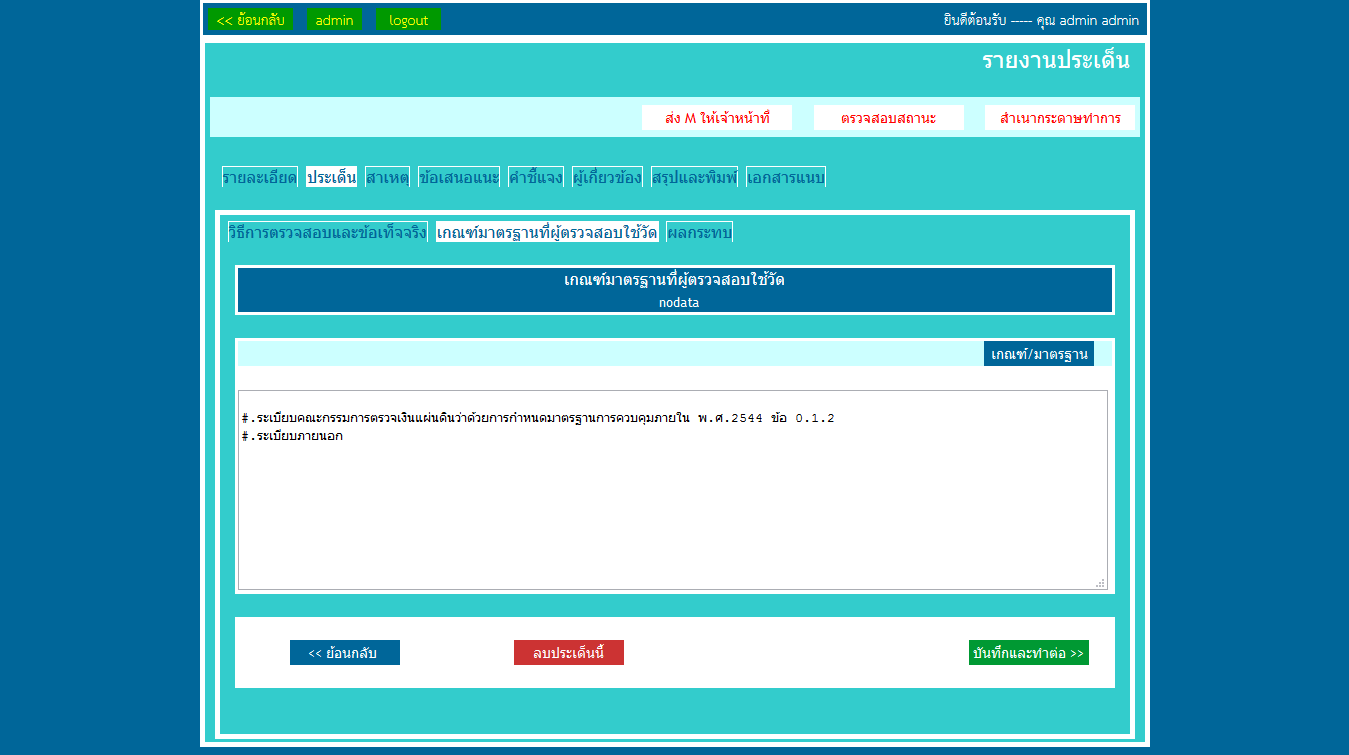 << ย้อนกลับ admin logout ยินดีต้อนรับ ----- คุณ admin admin
รายงานประเด็น
ส่ง M ให้เจ้าหน้าที่ ตรวจสอบสถานะ สำเนากระดาษทำการ
รายละเอียด ประเด็น สาเหตุ ข้อเสนอแนะ คำชี้แจง ผู้เกี่ยวข้อง สรุปและพิมพ์ เอกสารแนบ
วิธีการตรวจสอบและข้อเท็จจริง เกณฑ์มาตรฐานที่ผู้ตรวจสอบใช้วัด ผลกระทบ
เกณฑ์มาตรฐานที่ผู้ตรวจสอบใช้วัด
nodata
เกณฑ์/มาตรฐาน
#.ระเบียบคณะกรรมการตรวจเงินแผ่นดินว่าด้วยการกำหนดมาตรฐานการควบคุมภายใน พ.ศ.2544 ข้อ 0.1.2
#.ระเบียบภายนอก
<< ย้อนกลับ ลบประเด็นนี้ บันทึกและทำต่อ >>